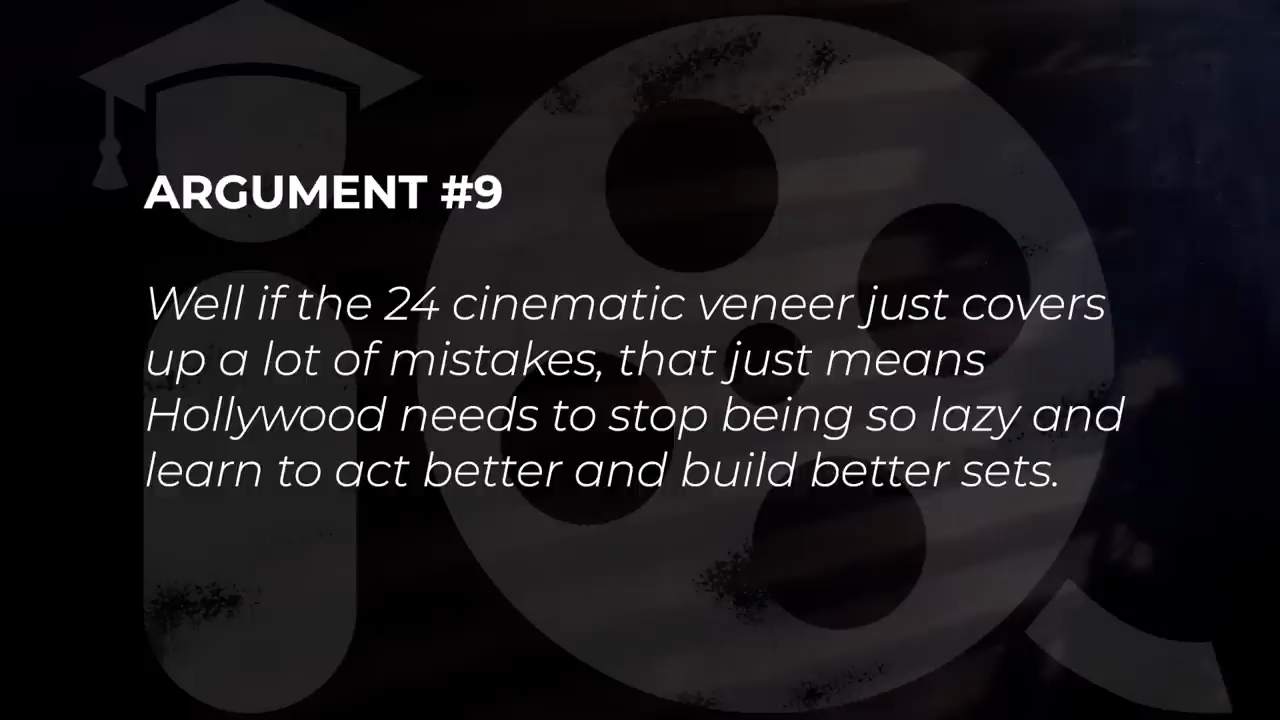 ARGUMENT #9
Well if the 24 cinematic veneer just covers
up a lot of mistakes, that just means
Hollywood needs to stop being so lazy and
learn to act better and build better sets.